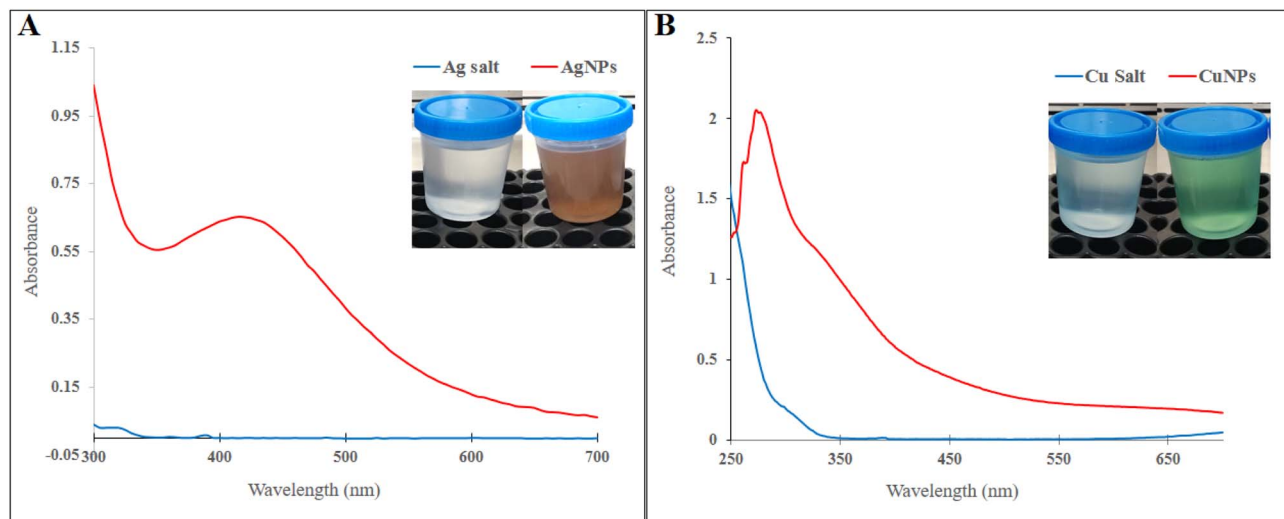 A
1.15
Ag salt AgNPs
0.95
0.75
0.55
0.35
0.15
-0.05
300 400 500 600 700
Absorbance
Wavelength (nm)
B
2.5
Cu Salt CuNPs
2
1.5
1
0.5
0
250 350 450 550 650
Absorbance
Wavelength (nm)